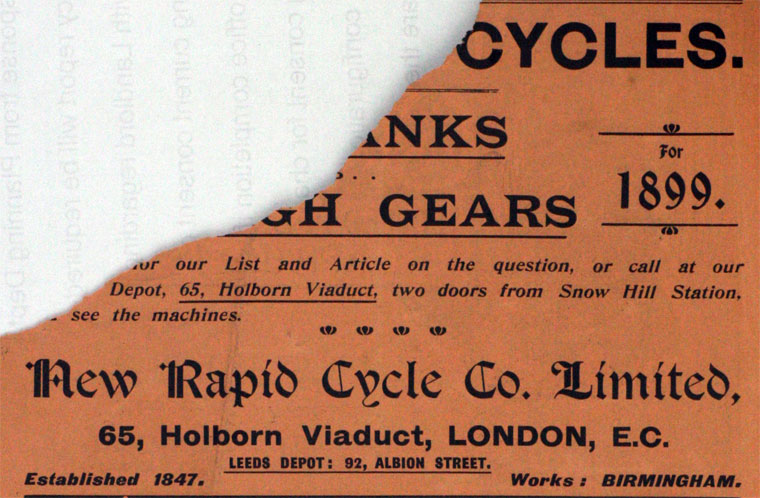 CYCLES.
ANKS
For
1899.
GH GEARS
for our List and Article on the question, or call at our
Depot, 65, Holborn Viaduct, two doors from Snow Hill Station,
see the machines.
New Rapid Cycle Co. Limited,
65, Holborn Viaduct, LONDON, E.C.
LEEDS DEPOT: 92, ALBION STREET.
Established 1847. Works: BIRMINGHAM.